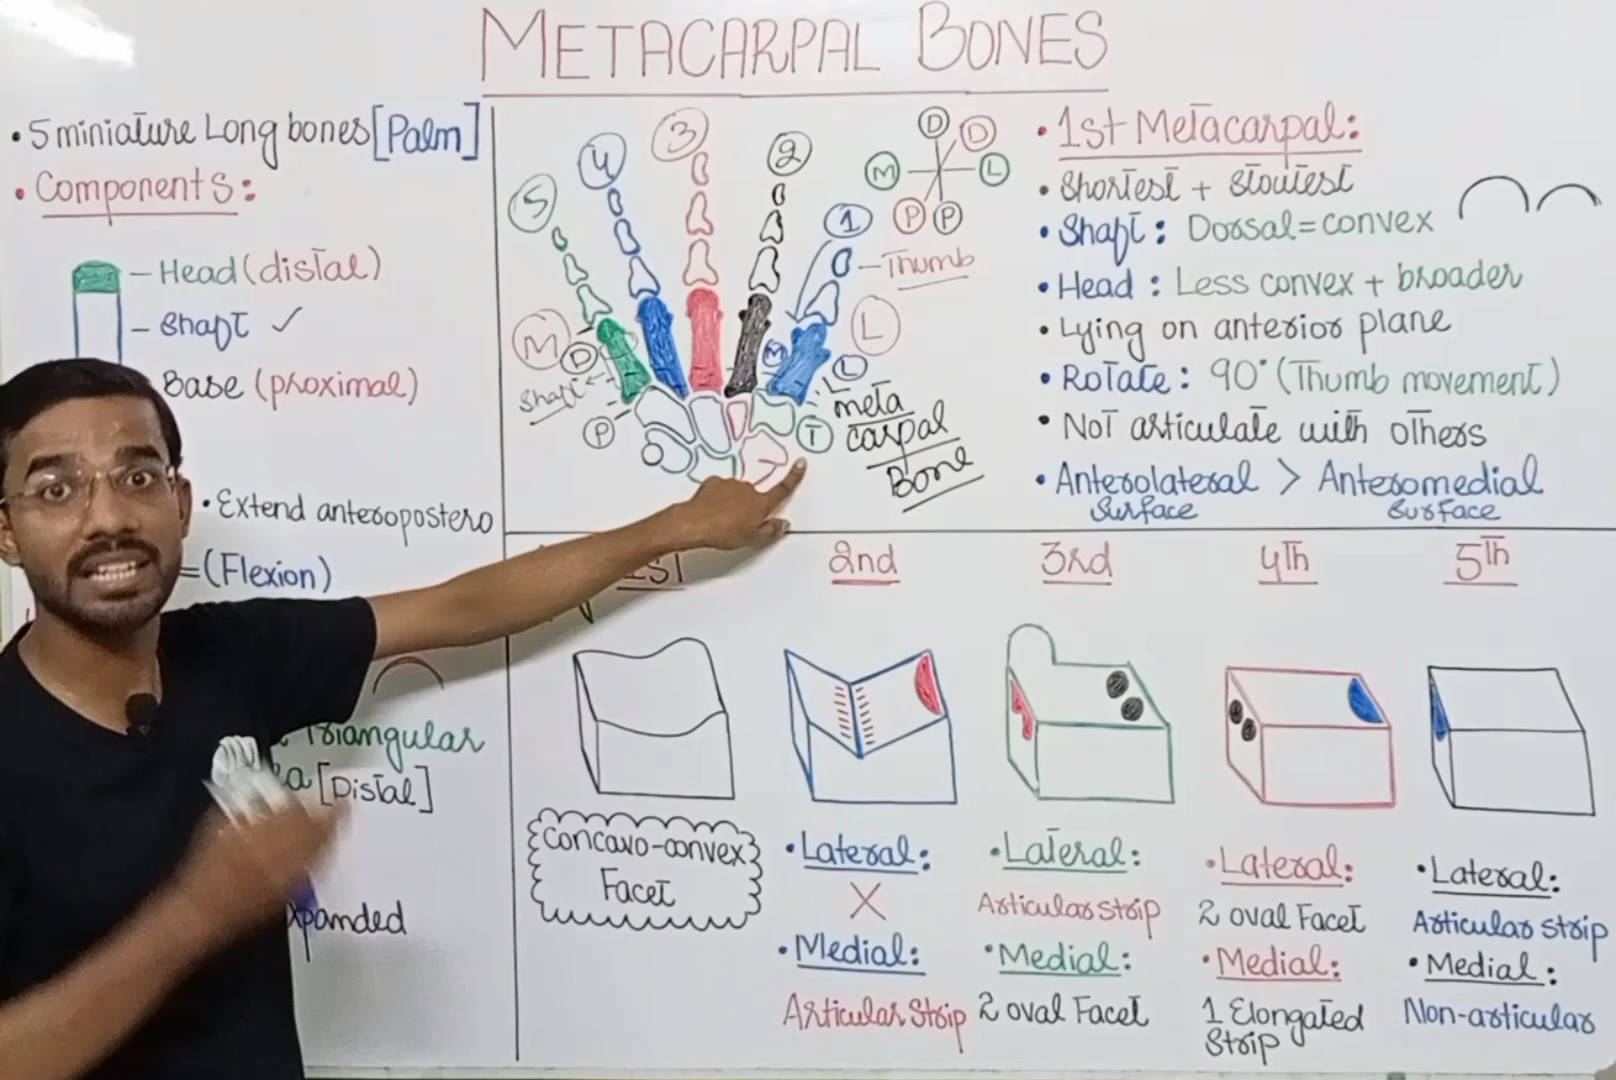 METACARPAL BONES
• 5 miniature Long bones [Palm]
• Components:
– Head (distal)
– Shaft ✓
Base (proximal)
• Extend anteropostero
= (Flexion)
Triangular
[Distal]
xpanded
5
4
3
2
1
D
D
M
L
P
P
Thumb
M
D
Shaft
P
M
L
L
T
meta
carpal
Bone
• 1st Metacarpal:
• Shortest + Stoutest
• Shaft: Dorsal = convex
• Head: Less convex + broader
• Lying on anterior plane
• Rotate: 90° (Thumb movement)
• Not articulate with others
• Anterolateral > Anteromedial
Surface Surface
1st
2nd
3rd
4th
5th
Concavo-convex
Facet
• Lateral:
X
• Medial:
Articular Strip
• Lateral:
Articular strip
• Medial:
2 oval Facet
• Lateral:
2 oval Facet
• Medial:
1 Elongated
Strip
• Lateral:
Articular strip
• Medial:
Non-articular